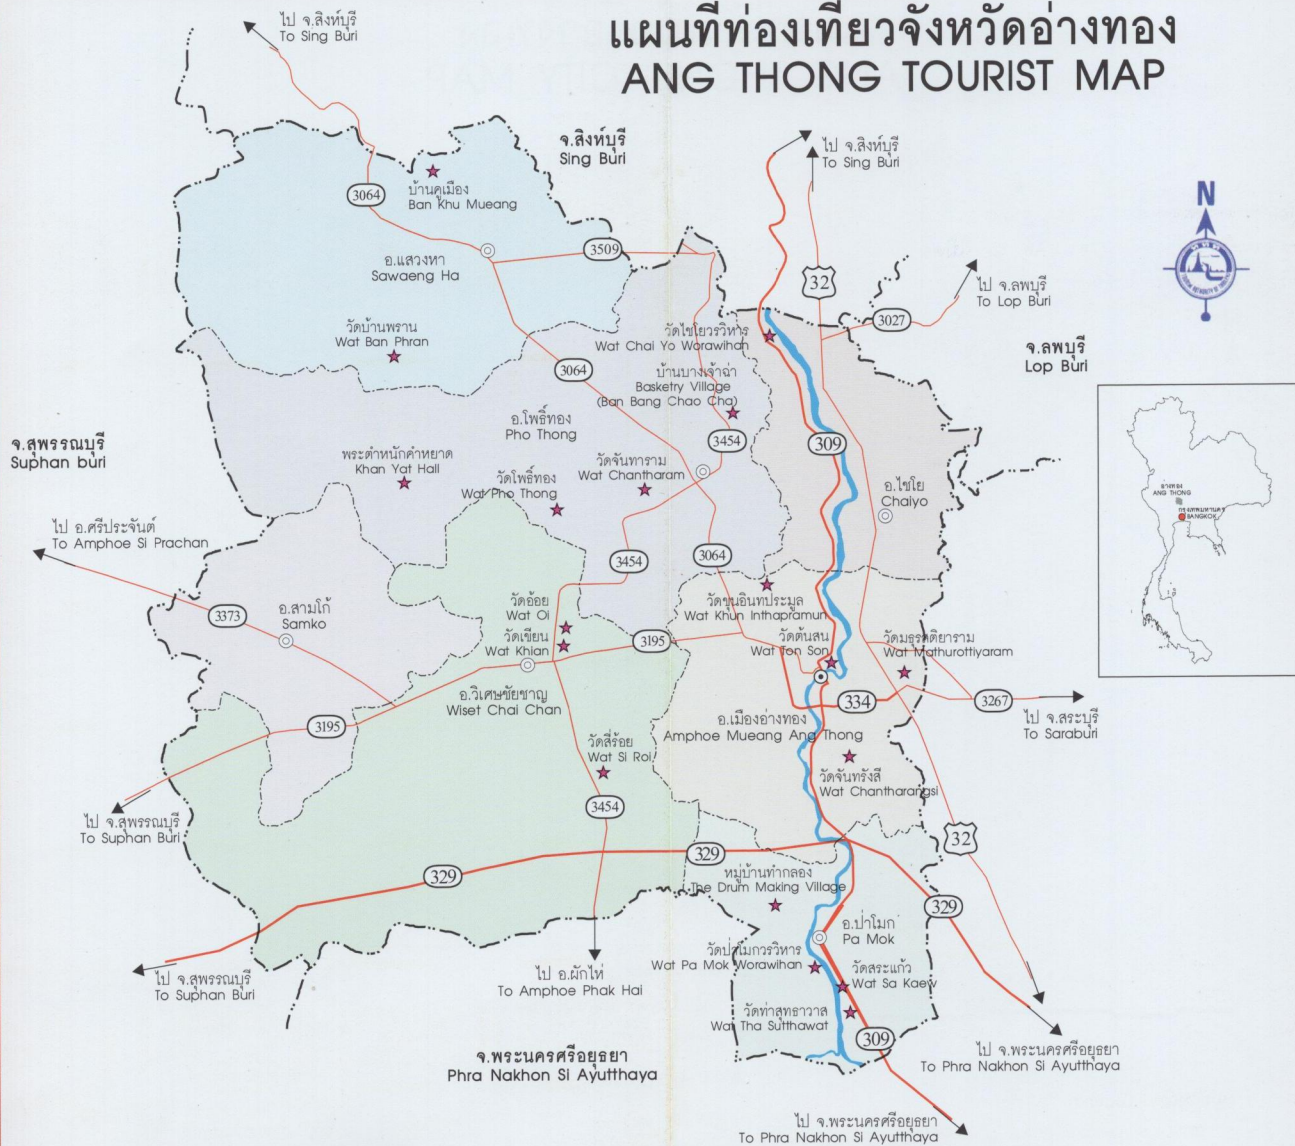 แผนที่ท่องเที่ยวจังหวัดอ่างทอง
ANG THONG TOURIST MAP
ไป จ.สิงห์บุรี
To Sing Buri
จ.สิงห์บุรี
Sing Buri
ไป จ.สิงห์บุรี
To Sing Buri
N
3064
บ้านคูเมือง
Ban Khu Mueang
3509
อ.แสวงหา
Sawaeng Ha
32
ไป จ.ลพบุรี
To Lop Buri
3027
จ.ลพบุรี
Lop Buri
วัดบ้านพราน
Wat Ban Phran
วัดไชโยวรวิหาร
Wat Chai Yo Worawihan
3064
บ้านบางเจ้าฉ่า
Basketry Village
(Ban Bang Chao Cha)
อ.โพธิ์ทอง
Pho Thong
3454
309
จ.สุพรรณบุรี
Suphan buri
พระตำหนักคำหยาด
Khan Yat Hall
วัดโพธิ์ทอง
Wat Pho Thong
วัดจันทาราม
Wat Chantharam
อ.ไชโย
Chaiyo
อ่างทอง
ANG THONG
กรุงเทพมหานคร
BANGKOK
ไป อ.ศรีประจันต์
To Amphoe Si Prachan
3454
3064
3373
อ.สามโก้
Samko
วัดอ้อย
Wat Oi
วัดเขียน
Wat Khian
3195
วัดขุนอินทประมูล
Wat Khun Inthapramun
วัดต้นสน
Wat Ton Son
วัดมธุรสติยาราม
Wat Mathurottiyaram
อ.วิเศษชัยชาญ
Wiset Chai Chan
334
3267
ไป จ.สระบุรี
To Saraburi
3195
อ.เมืองอ่างทอง
Amphoe Mueang Ang Thong
วัดสี่ร้อย
Wat Si Roi
วัดจันทรังสี
Wat Chantharangsi
3454
ไป จ.สุพรรณบุรี
To Suphan Buri
32
329
329
หมู่บ้านทำกลอง
The Drum Making Village
329
อ.ป่าโมก
Pa Mok
วัดป่าโมกวรวิหาร
Wat Pa Mok Worawihan
วัดสระแก้ว
Wat Sa Kaew
ไป จ.สุพรรณบุรี
To Suphan Buri
ไป อ.ผักไห่
To Amphoe Phak Hai
วัดท่าสุทธาวาส
Wat Tha Sutthawat
309
จ.พระนครศรีอยุธยา
Phra Nakhon Si Ayutthaya
ไป จ.พระนครศรีอยุธยา
To Phra Nakhon Si Ayutthaya
ไป จ.พระนครศรีอยุธยา
To Phra Nakhon Si Ayutthaya